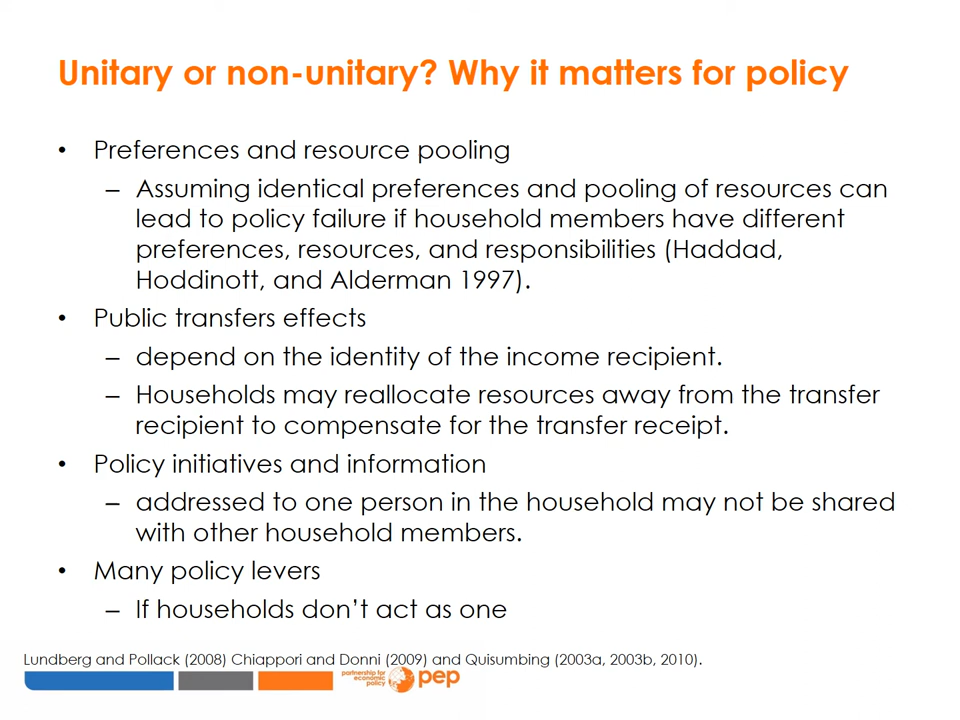 Unitary or non-unitary? Why it matters for policy
• Preferences and resource pooling
– Assuming identical preferences and pooling of resources can
lead to policy failure if household members have different
preferences, resources, and responsibilities (Haddad,
Hoddinott, and Alderman 1997).
• Public transfers effects
– depend on the identity of the income recipient.
– Households may reallocate resources away from the transfer
recipient to compensate for the transfer receipt.
• Policy initiatives and information
– addressed to one person in the household may not be shared
with other household members.
• Many policy levers
– If households don’t act as one
Lundberg and Pollack (2008) Chiappori and Donni (2009) and Quisumbing (2003a, 2003b, 2010).
partnership for
economic
policy
pep